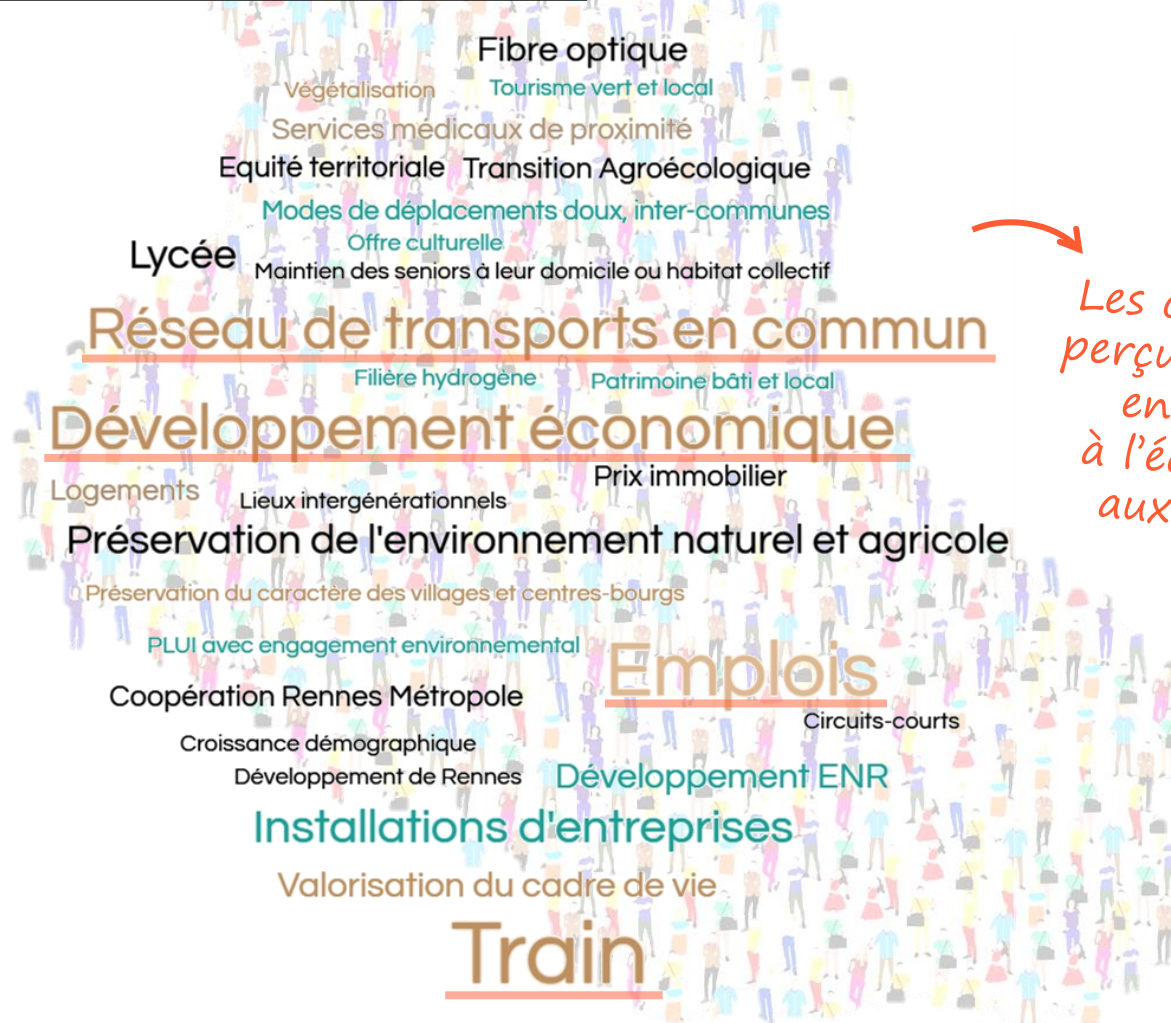 Fibre optique
Végétalisation
Tourisme vert et local
Services médicaux de proximité
Equité territoriale
Transition Agroécologique
Modes de déplacements doux, inter-communes
Offre culturelle
Lycée
Maintien des seniors à leur domicile ou habitat collectif
Réseau de transports en commun
Filière hydrogène
Patrimoine bâti et local
Développement économique
Prix immobilier
Logements
Lieux intergénérationnels
Préservation de l'environnement naturel et agricole
Préservation du caractère des villages et centres-bourgs
PLUI avec engagement environnemental
Emplois
Coopération Rennes Métropole
Circuits-courts
Croissance démographique
Développement de Rennes
Développement ENR
Installations d'entreprises
Valorisation du cadre de vie
Train
Les
en
à
aux